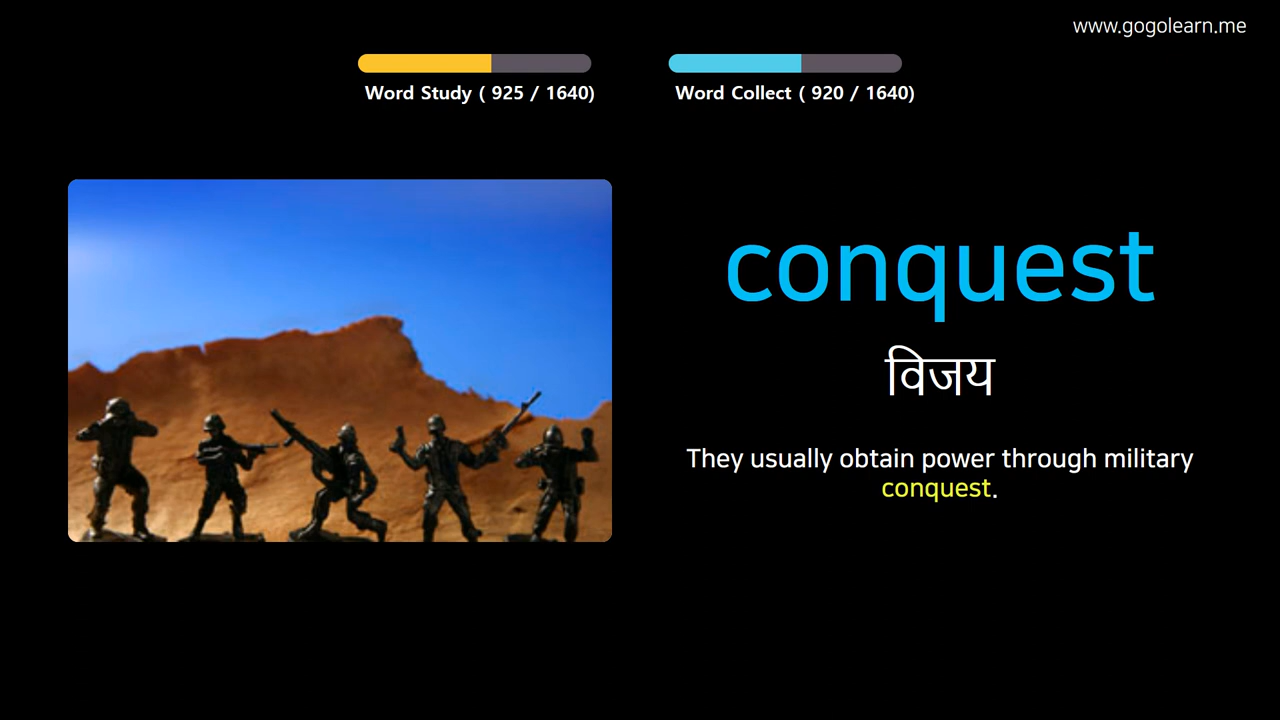 www.gogolearn.me
Word Study ( 925 / 1640)
Word Collect ( 920 / 1640)
conquest
विजय
They usually obtain power through military
conquest.